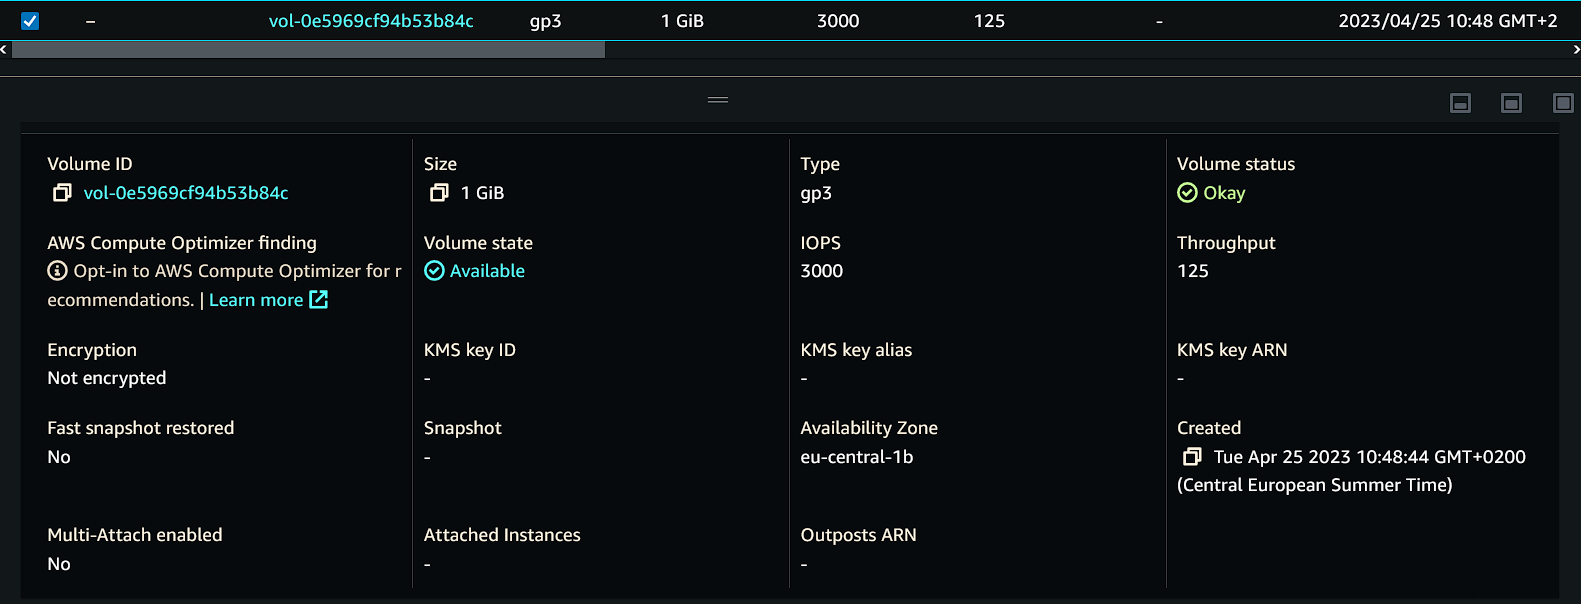 – vol-0e5969cf94b53b84c gp3 1 GiB 3000 125 - 2023/04/25 10:48 GMT+2
Volume ID Size Type Volume status
vol-0e5969cf94b53b84c 1 GiB gp3 Okay
AWS Compute Optimizer finding Volume state IOPS Throughput
Opt-in to AWS Compute Optimizer for r Available 3000 125
ecommendations. | Learn more
Encryption KMS key ID KMS key alias KMS key ARN
Not encrypted - - -
Fast snapshot restored Snapshot Availability Zone Created
No - eu-central-1b Tue Apr 25 2023 10:48:44 GMT+0200
(Central European Summer Time)
Multi-Attach enabled Attached Instances Outposts ARN
No - -